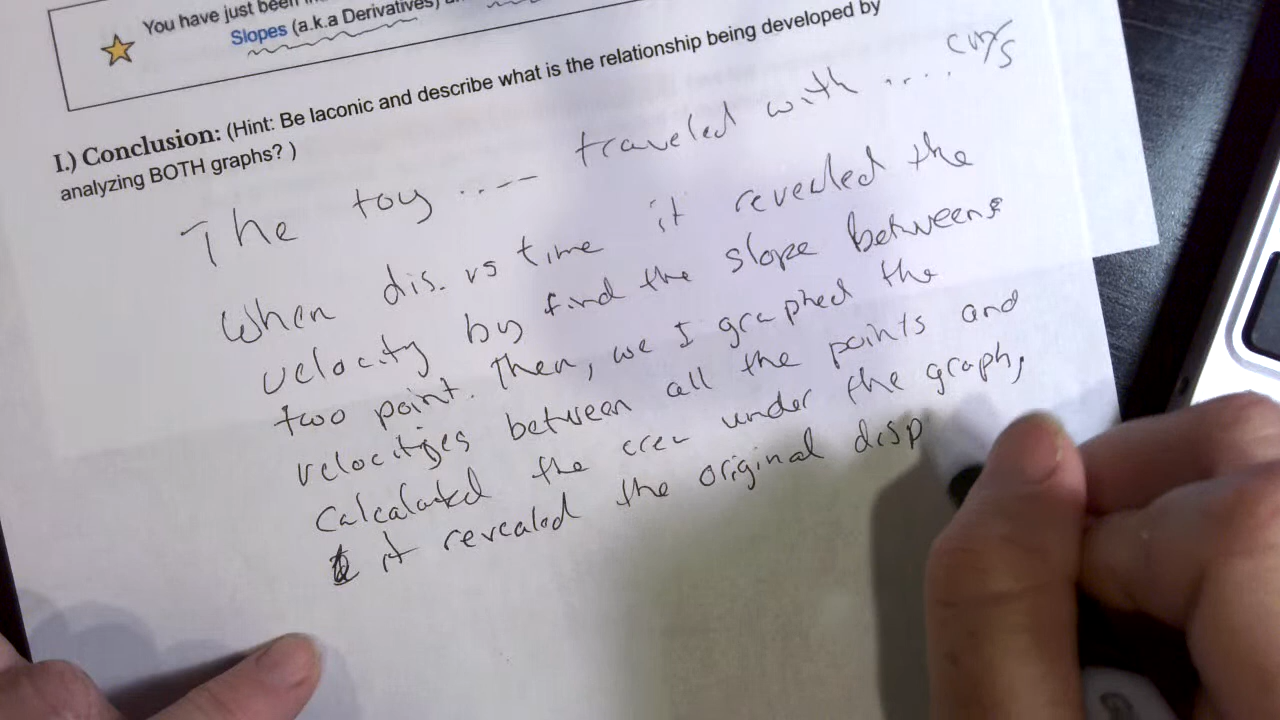 You have just been
Slopes (a.k.a Derivatives)
I.) Conclusion: (Hint: Be laconic and describe what is the relationship being developed by
analyzing BOTH graphs? )
The toy .... traveled with .... cm/s
When dis. vs time it revealed the
velocity by find the slope between
two point. Then, we I graphed the
velocities between all the points and
calcalated the area under the graph,
it revealed the original disp